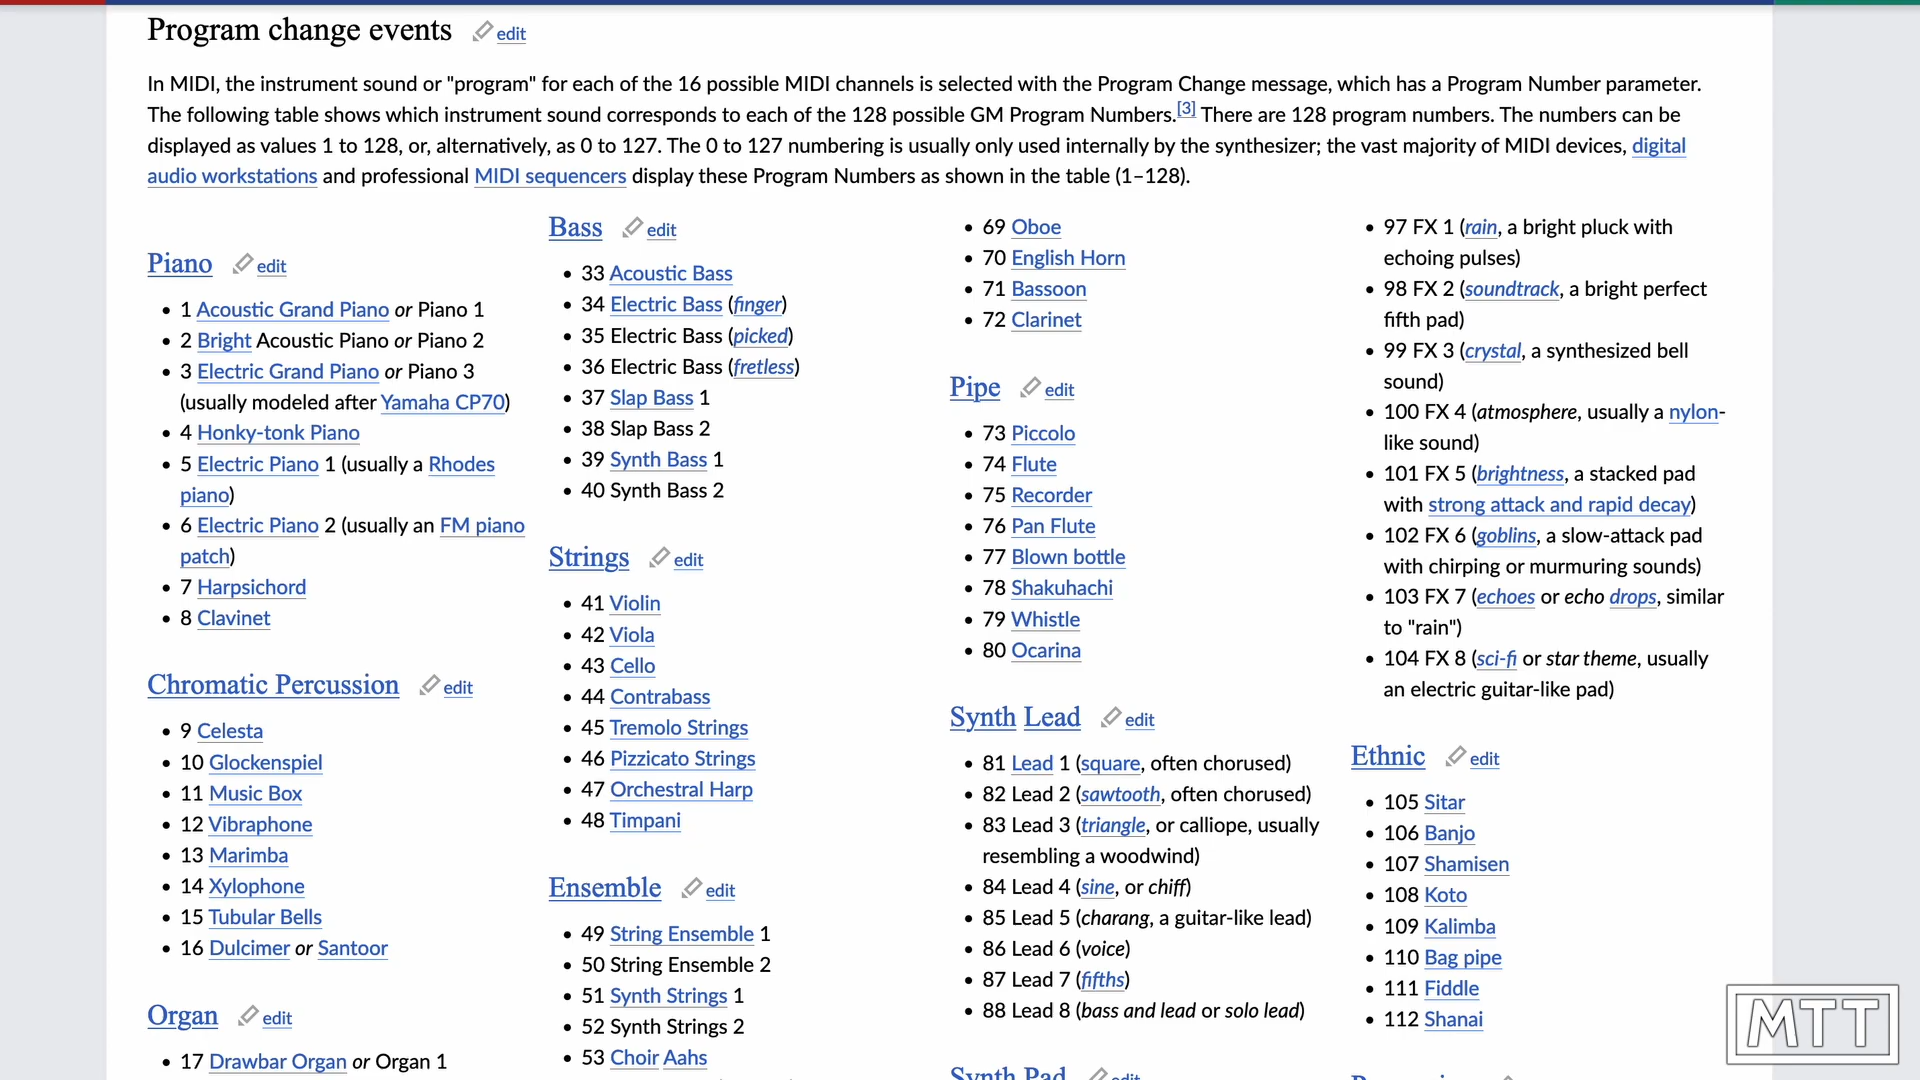 Program change events edit
In MIDI, the instrument sound or "program" for each of the 16 possible MIDI channels is selected with the Program Change message, which has a Program Number parameter.
The following table shows which instrument sound corresponds to each of the 128 possible GM Program Numbers.[3] There are 128 program numbers. The numbers can be
displayed as values 1 to 128, or, alternatively, as 0 to 127. The 0 to 127 numbering is usually only used internally by the synthesizer; the vast majority of MIDI devices, digital
audio workstations and professional MIDI sequencers display these Program Numbers as shown in the table (1–128).
Piano edit
• 1 Acoustic Grand Piano or Piano 1
• 2 Bright Acoustic Piano or Piano 2
• 3 Electric Grand Piano or Piano 3
(usually modeled after Yamaha CP70)
• 4 Honky-tonk Piano
• 5 Electric Piano 1 (usually a Rhodes
piano)
• 6 Electric Piano 2 (usually an FM piano
patch)
• 7 Harpsichord
• 8 Clavinet
Chromatic Percussion edit
• 9 Celesta
• 10 Glockenspiel
• 11 Music Box
• 12 Vibraphone
• 13 Marimba
• 14 Xylophone
• 15 Tubular Bells
• 16 Dulcimer or Santoor
Organ edit
• 17 Drawbar Organ or Organ 1
Bass edit
• 33 Acoustic Bass
• 34 Electric Bass (finger)
• 35 Electric Bass (picked)
• 36 Electric Bass (fretless)
• 37 Slap Bass 1
• 38 Slap Bass 2
• 39 Synth Bass 1
• 40 Synth Bass 2
Strings edit
• 41 Violin
• 42 Viola
• 43 Cello
• 44 Contrabass
• 45 Tremolo Strings
• 46 Pizzicato Strings
• 47 Orchestral Harp
• 48 Timpani
Ensemble edit
• 49 String Ensemble 1
• 50 String Ensemble 2
• 51 Synth Strings 1
• 52 Synth Strings 2
• 53 Choir Aahs
• 69 Oboe
• 70 English Horn
• 71 Bassoon
• 72 Clarinet
Pipe edit
• 73 Piccolo
• 74 Flute
• 75 Recorder
• 76 Pan Flute
• 77 Blown bottle
• 78 Shakuhachi
• 79 Whistle
• 80 Ocarina
Synth Lead edit
• 81 Lead 1 (square, often chorused)
• 82 Lead 2 (sawtooth, often chorused)
• 83 Lead 3 (triangle, or calliope, usually
resembling a woodwind)
• 84 Lead 4 (sine, or chiff)
• 85 Lead 5 (charang, a guitar-like lead)
• 86 Lead 6 (voice)
• 87 Lead 7 (fifths)
• 88 Lead 8 (bass and lead or solo lead)
Synth Pad edit
• 97 FX 1 (rain, a bright pluck with
echoing pulses)
• 98 FX 2 (soundtrack, a bright perfect
fifth pad)
• 99 FX 3 (crystal, a synthesized bell
sound)
• 100 FX 4 (atmosphere, usually a nylon-
like sound)
• 101 FX 5 (brightness, a stacked pad
with strong attack and rapid decay)
• 102 FX 6 (goblins, a slow-attack pad
with chirping or murmuring sounds)
• 103 FX 7 (echoes or echo drops, similar
to "rain")
• 104 FX 8 (sci-fi or star theme, usually
an electric guitar-like pad)
Ethnic edit
• 105 Sitar
• 106 Banjo
• 107 Shamisen
• 108 Koto
• 109 Kalimba
• 110 Bag pipe
• 111 Fiddle
• 112 Shanai
MTT